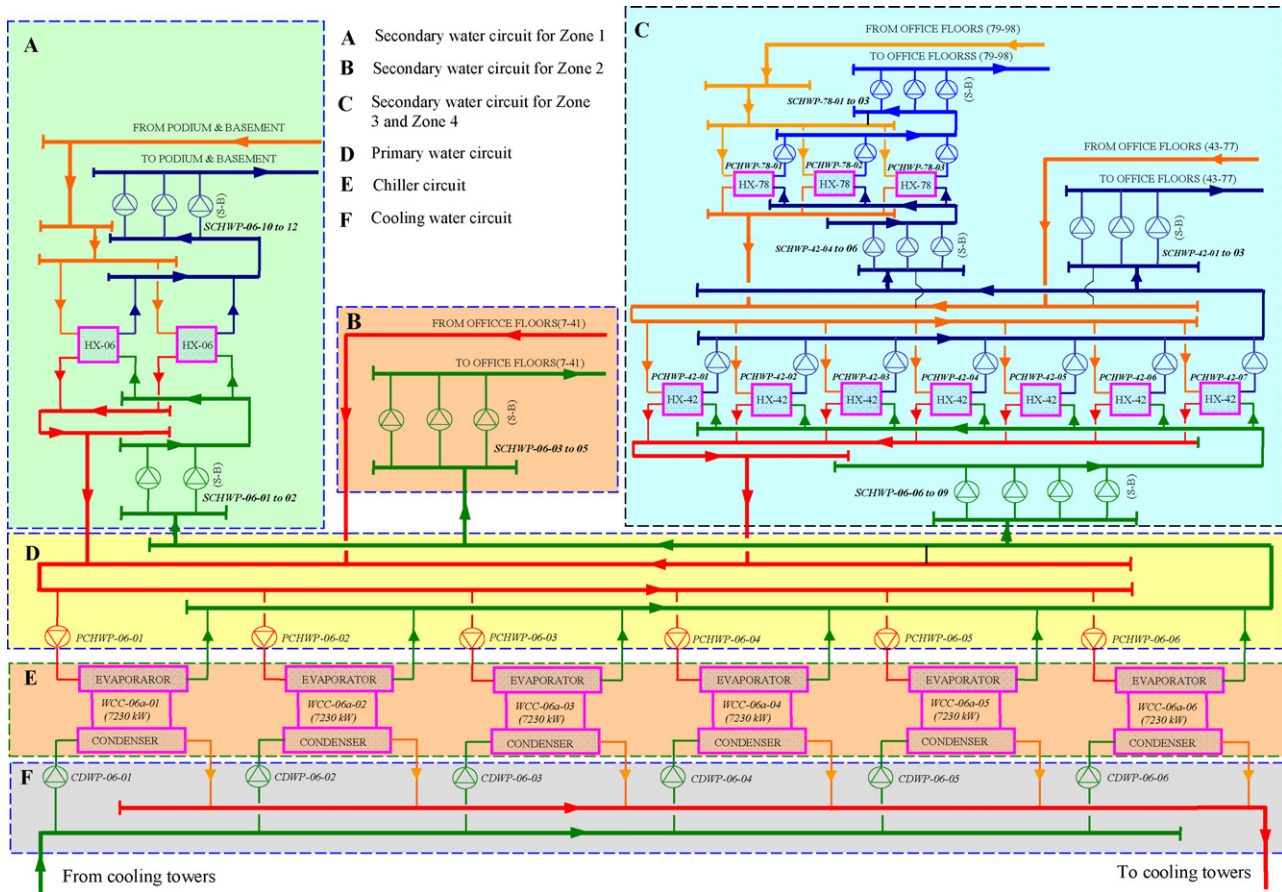 A
FROM PODIUM & BASEMENT
TO PODIUM & BASEMENT
(S-B)
SCHWP-06-10 to 12
HX-06
HX-06
(S-B)
SCHWP-06-01 to 02
A Secondary water circuit for Zone 1
B Secondary water circuit for Zone 2
C Secondary water circuit for Zone
3 and Zone 4
D Primary water circuit
E Chiller circuit
F Cooling water circuit
B
FROM OFFICCE FLOORS(7-41)
TO OFFICE FLOORS(7-41)
(S-B)
SCHWP-06-03 to 05
C
FROM OFFICE FLOORS (79-98)
TO OFFICE FLOORSS (79-98)
(S-B)
SCHWP-78-01 to 03
FROM OFFICE FLOORS (43-77)
PCHWP-78-01
PCHWP-78-02
PCHWP-78-03
HX-78
HX-78
HX-78
TO OFFICE FLOORS (43-77)
(S-B)
SCHWP-42-04 to 06
(S-B)
SCHWP-42-01 to 03
PCHWP-42-01
PCHWP-42-02
PCHWP-42-03
PCHWP-42-04
PCHWP-42-05
PCHWP-42-06
PCHWP-42-07
HX-42
HX-42
HX-42
HX-42
HX-42
HX-42
HX-42
SCHWP-06-06 to 09
(S-B)
D
PCHWP-06-01
PCHWP-06-02
PCHWP-06-03
PCHWP-06-04
PCHWP-06-05
PCHWP-06-06
E
EVAPORAROR
EVAPORATOR
EVAPORATOR
EVAPORATOR
EVAPORATOR
EVAPORATOR
WCC-06a-01
(7230 kW)
WCC-06a-02
(7230 kW)
WCC-06a-03
(7230 kW)
WCC-06a-04
(7230 kW)
WCC-06a-05
(7230 kW)
WCC-06a-06
(7230 kW)
CONDENSER
CONDENSER
CONDENSER
CONDENSER
CONDENSER
CONDENSER
F
CDWP-06-01
CDWP-06-02
CDWP-06-03
CDWP-06-04
CDWP-06-05
CDWP-06-06
From cooling towers
To cooling towers